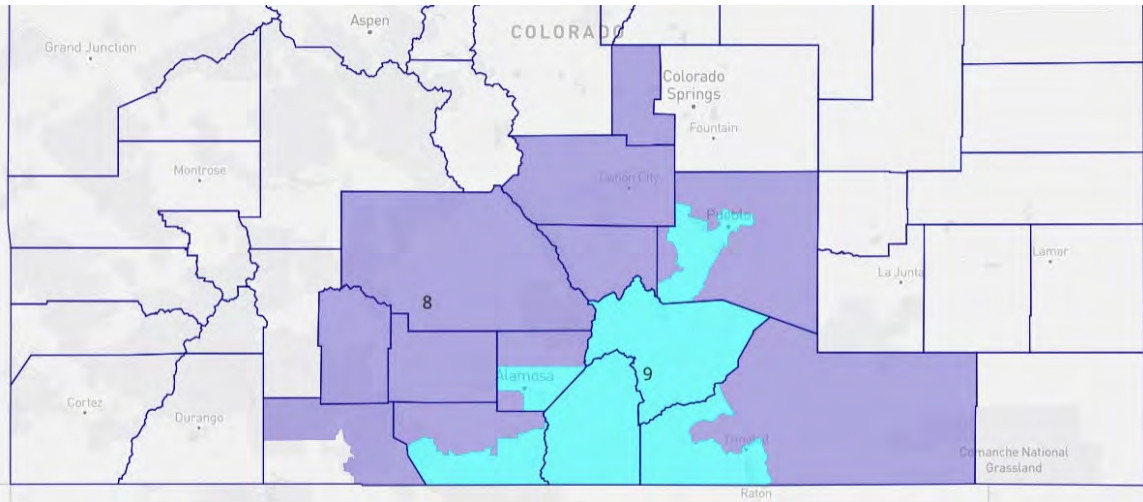 Aspen
COLORADO
Grand Junction
Colorado
Springs
Fountain
Montrose
Cañon City
Pueblo
Lamar
La Junta
8
9
Alamosa
Cortez
Durango
Trinidad
Comanche National
Grassland
Raton